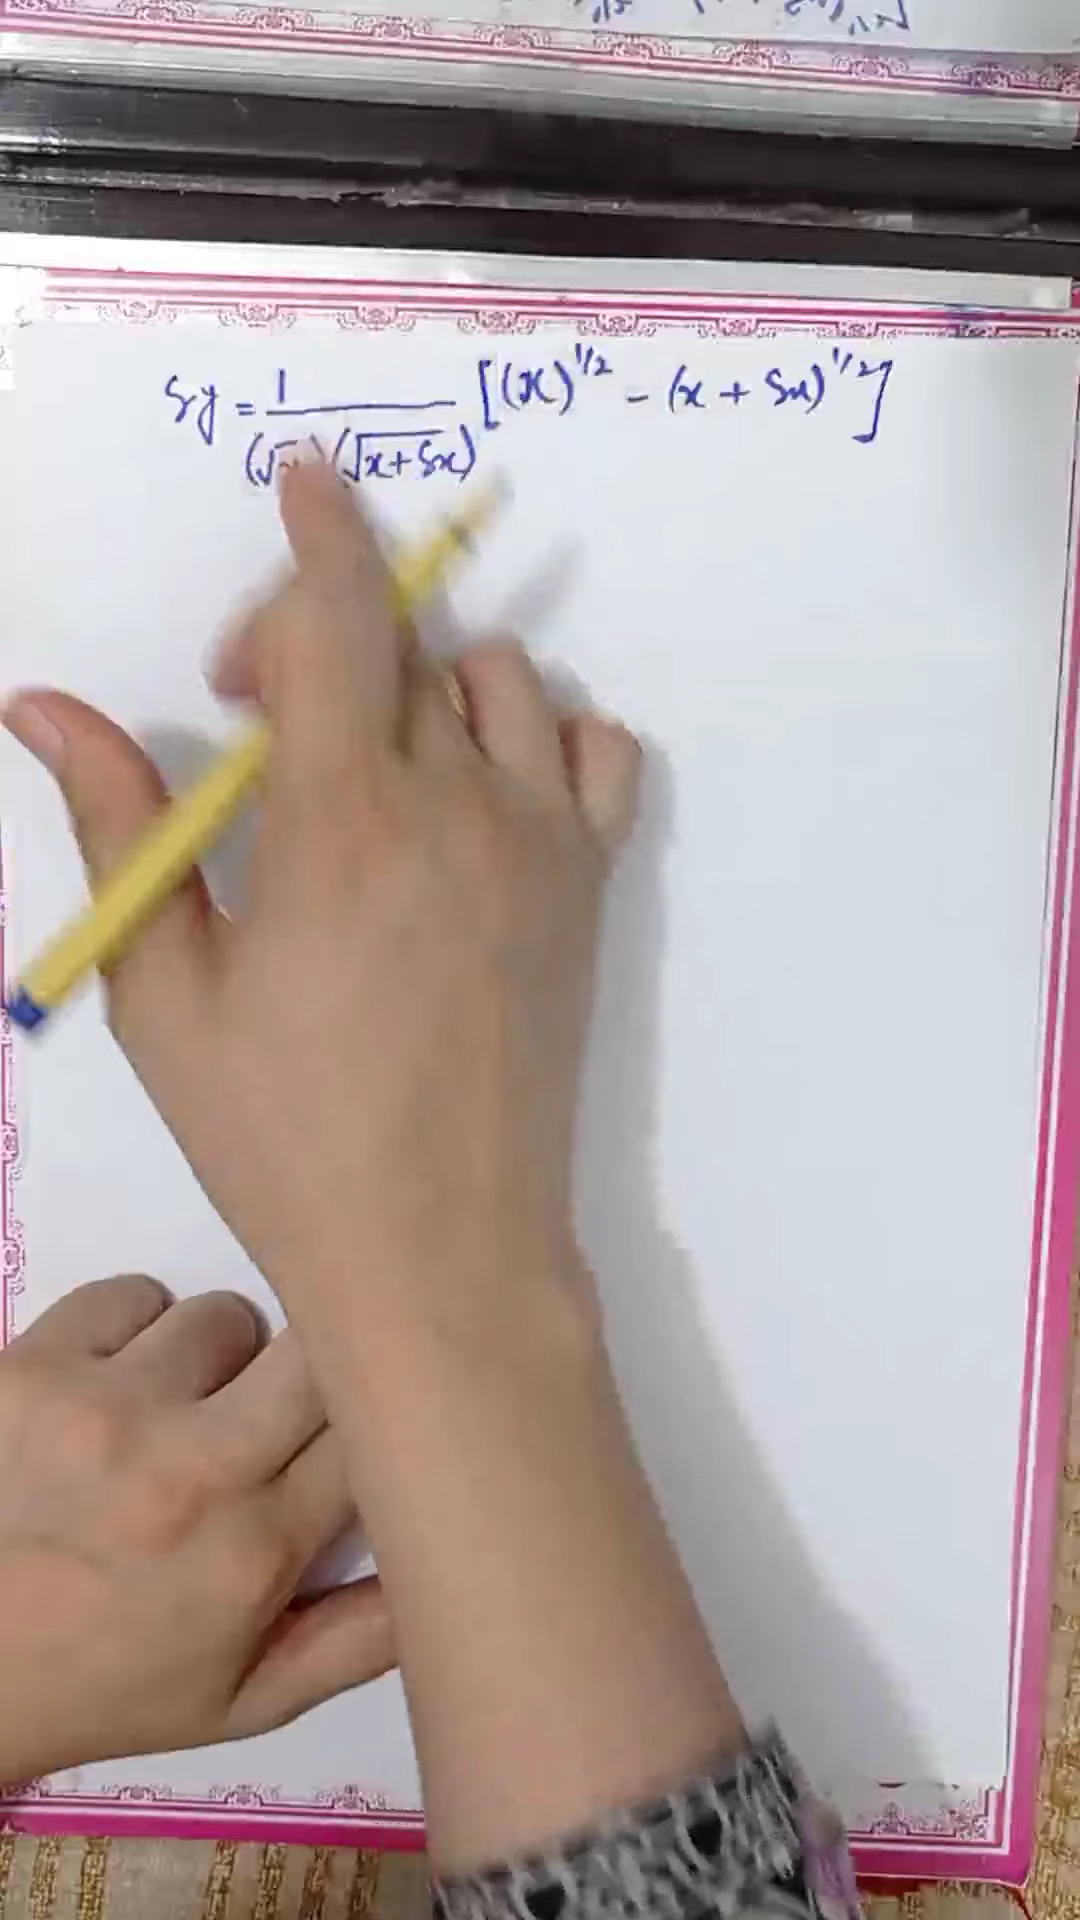 δy = 1/((√x)(√x+δx)) [(x)^1/2 - (x + δx)^1/2]